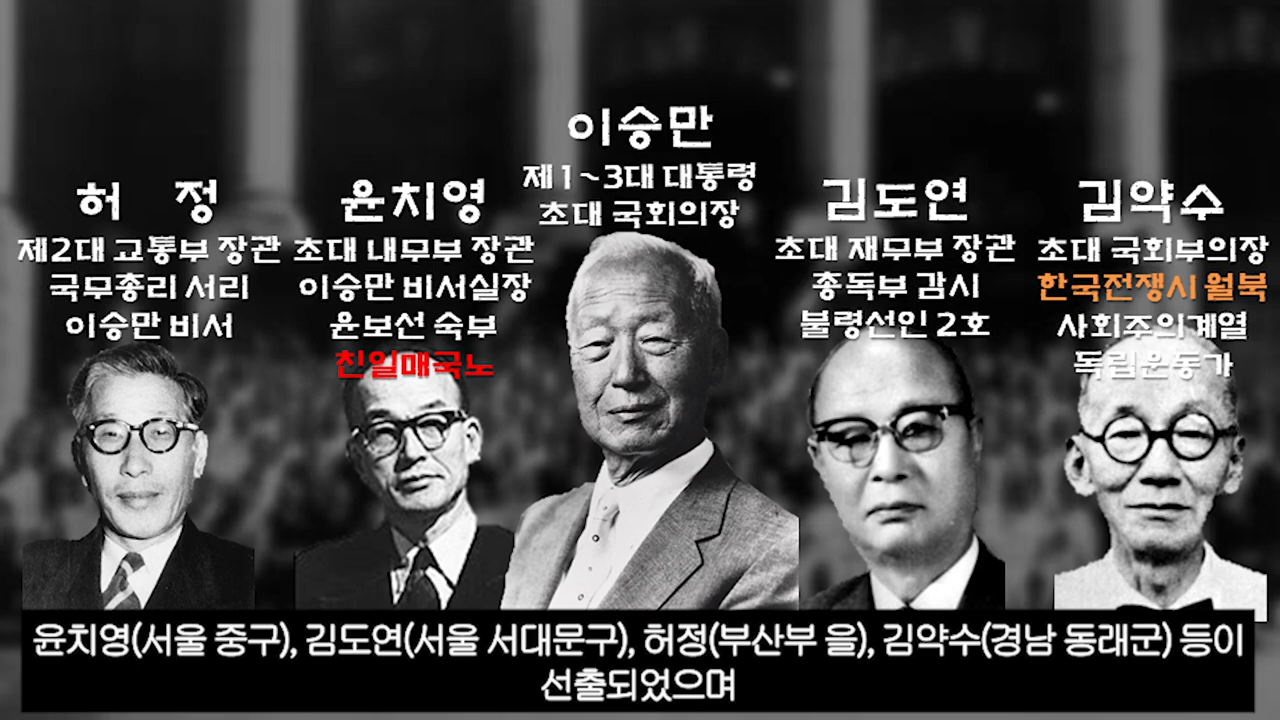 이승만
제1~3대 대통령
초대 국회의장
허 정
제2대 교통부 장관
국무총리 서리
이승만 비서
윤치영
초대 내무부 장관
이승만 비서실장
윤보선 숙부
친일매국노
김도연
초대 재무부 장관
총독부 감시
불령선인 2호
김약수
초대 국회부의장
한국전쟁시 월북
사회주의계열
독립운동가
윤치영(서울 중구), 김도연(서울 서대문구), 허정(부산부 을), 김약수(경남 동래군) 등이
선출되었으며